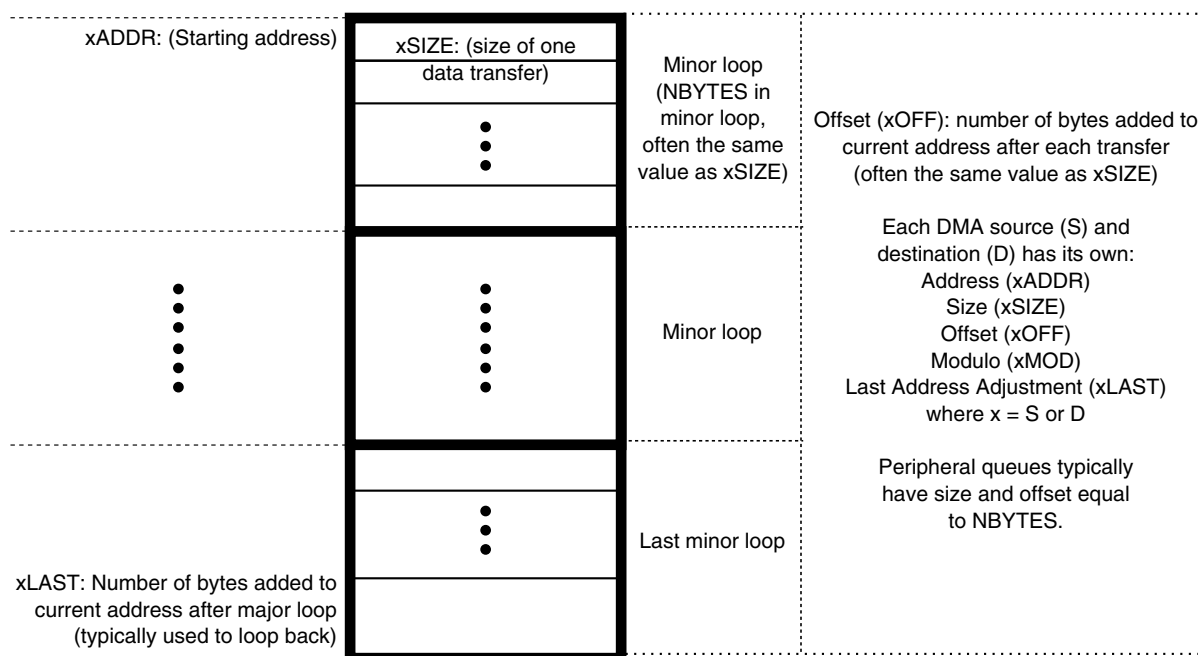 xADDR: (Starting address)
xSIZE: (size of one
data transfer)
Minor loop
(NBYTES in
minor loop,
often the same
value as xSIZE)
Offset (xOFF): number of bytes added to
current address after each transfer
(often the same value as xSIZE)
Each DMA source (S) and
destination (D) has its own:
Address (xADDR)
Size (xSIZE)
Offset (xOFF)
Modulo (xMOD)
Last Address Adjustment (xLAST)
where x = S or D
Peripheral queues typically
have size and offset equal
to NBYTES.
Minor loop
Last minor loop
xLAST: Number of bytes added to
current address after major loop
(typically used to loop back)